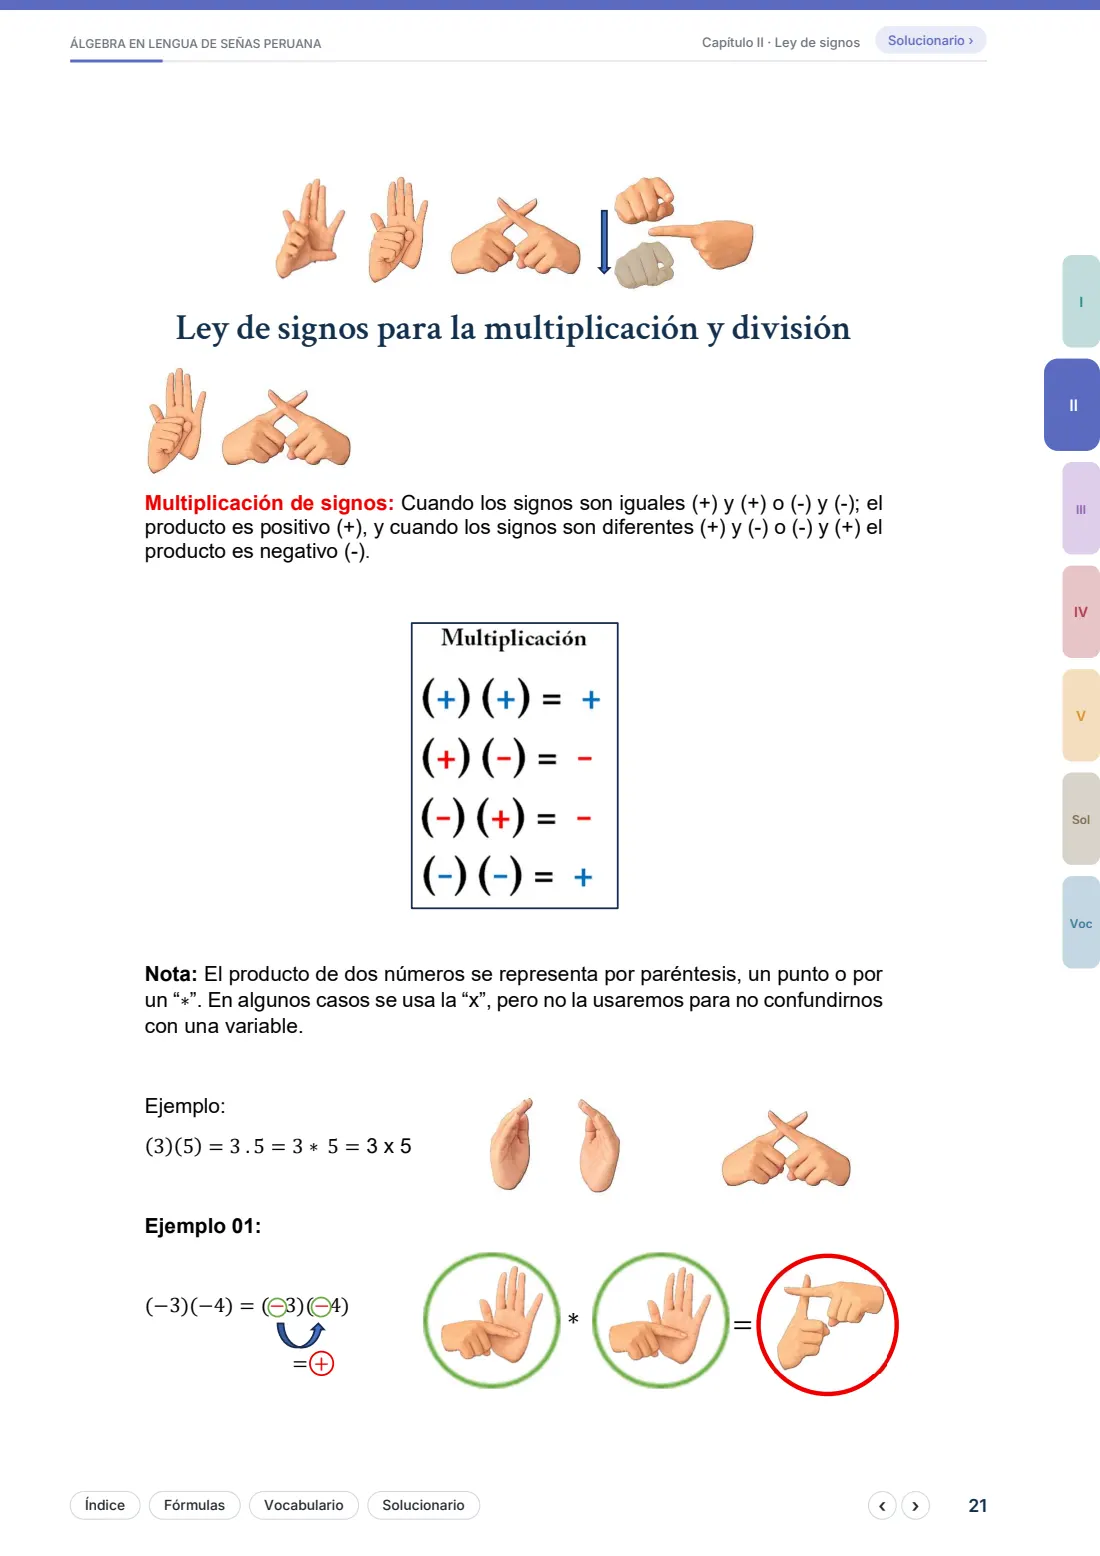 ÁLGEBRA EN LENGUA DE SEÑAS PERUANA
Capítulo II · Ley de signos
Solucionario ›
Ley de signos para la multiplicación y división
Multiplicación de signos: Cuando los signos son iguales (+) y (+) o (-) y (-); el
producto es positivo (+), y cuando los signos son diferentes (+) y (-) o (-) y (+) el
producto es negativo (-).
Multiplicación
(+) (+) = +
(+) (-) = -
(-) (+) = -
(-) (-) = +
Nota: El producto de dos números se representa por paréntesis, un punto o por
un “∗”. En algunos casos se usa la “x”, pero no la usaremos para no confundirnos
con una variable.
Ejemplo:
(3)(5) = 3 . 5 = 3 ∗ 5 = 3 x 5
Ejemplo 01:
(−3)(−4) = (−3)(−4)
= +
∗ =
I
II
III
IV
V
Sol
Voc
Índice
Fórmulas
Vocabulario
Solucionario
‹ ›
21